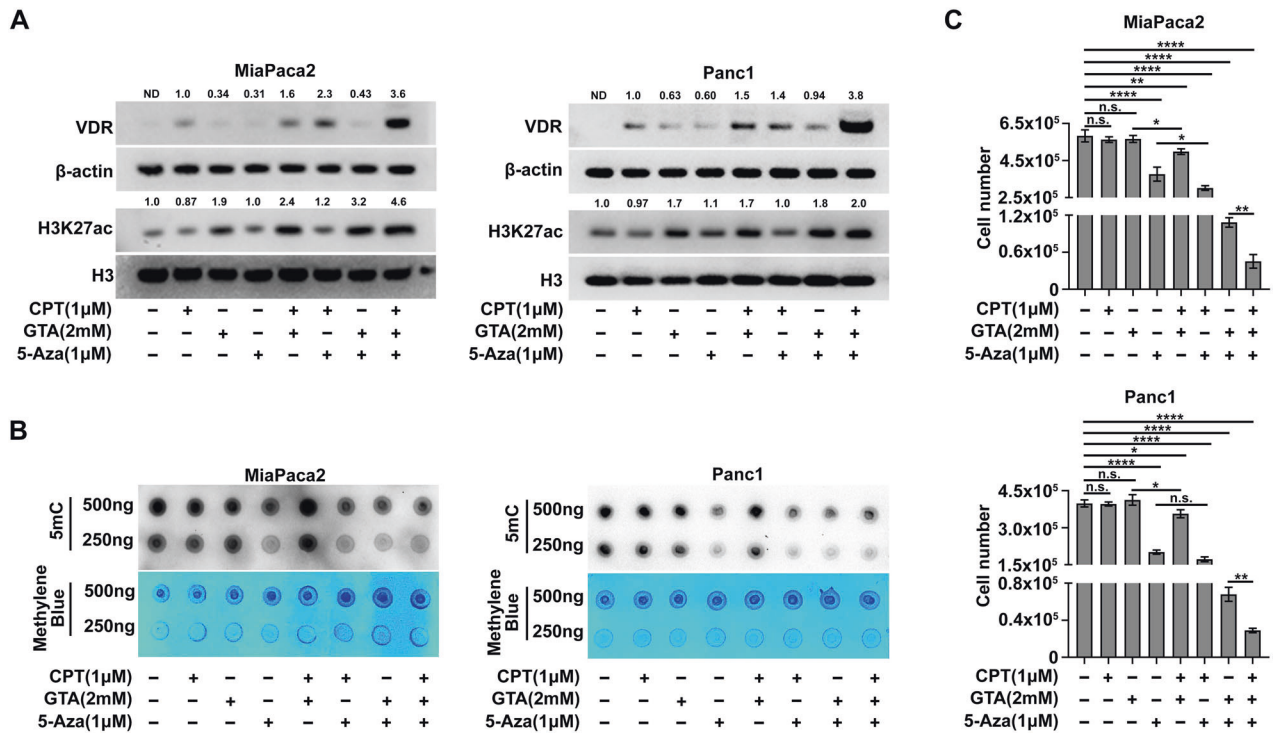 A
MiaPaca2
ND 1.0 0.34 0.31 1.6 2.3 0.43 3.6
VDR
β-actin
1.0 0.87 1.9 1.0 2.4 1.2 3.2 4.6
H3K27ac
H3
CPT(1μM) − + − − + + − +
GTA(2mM) − − + − + − + +
5-Aza(1μM) − − − + − + + +
Panc1
ND 1.0 0.63 0.60 1.5 1.4 0.94 3.8
VDR
β-actin
1.0 0.97 1.7 1.1 1.7 1.0 1.8 2.0
H3K27ac
H3
CPT(1μM) − + − − + + − +
GTA(2mM) − − + − + − + +
5-Aza(1μM) − − − + − + + +
B
MiaPaca2
5mC
500ng
250ng
Methylene
Blue
500ng
250ng
CPT(1μM) − + − − + + − +
GTA(2mM) − − + − + − + +
5-Aza(1μM) − − − + − + + +
Panc1
5mC
500ng
250ng
Methylene
Blue
500ng
250ng
CPT(1μM) − + − − + + − +
GTA(2mM) − − + − + − + +
5-Aza(1μM) − − − + − + + +
C
MiaPaca2
****
****
****
**
****
n.s. *
n.s. *
**
Cell number
6.5x10⁵
4.5x10⁵
2.5x10⁵
1.2x10⁵
0.6x10⁵
0
CPT(1μM) − + − − + + − +
GTA(2mM) − − + − + − + +
5-Aza(1μM) − − − + − + + +
Panc1
****
****
****
*
****
n.s. *
n.s. n.s.
**
Cell number
4.5x10⁵
3.0x10⁵
1.5x10⁵
0.8x10⁵
0.4x10⁵
0
CPT(1μM) − + − − + + − +
GTA(2mM) − − + − + − + +
5-Aza(1μM) − − − + − + + +